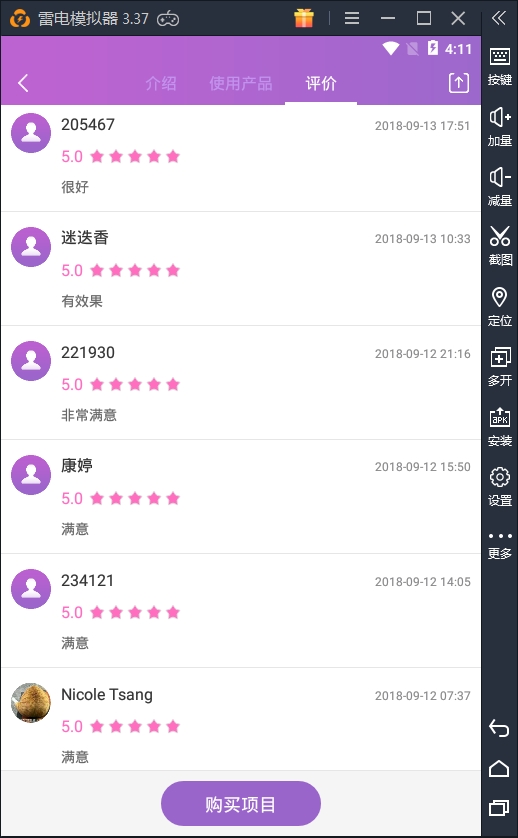 雷电模拟器 3.37
4:11
介绍 使用产品 评价
205467 2018-09-13 17:51
5.0
很好
迷迭香 2018-09-13 10:33
5.0
有效果
221930 2018-09-12 21:16
5.0
非常满意
康婷 2018-09-12 15:50
5.0
满意
234121 2018-09-12 14:05
5.0
满意
Nicole Tsang 2018-09-12 07:37
5.0
满意
购买项目
按键
加量
减量
截图
定位
多开
APK
安装
设置
更多